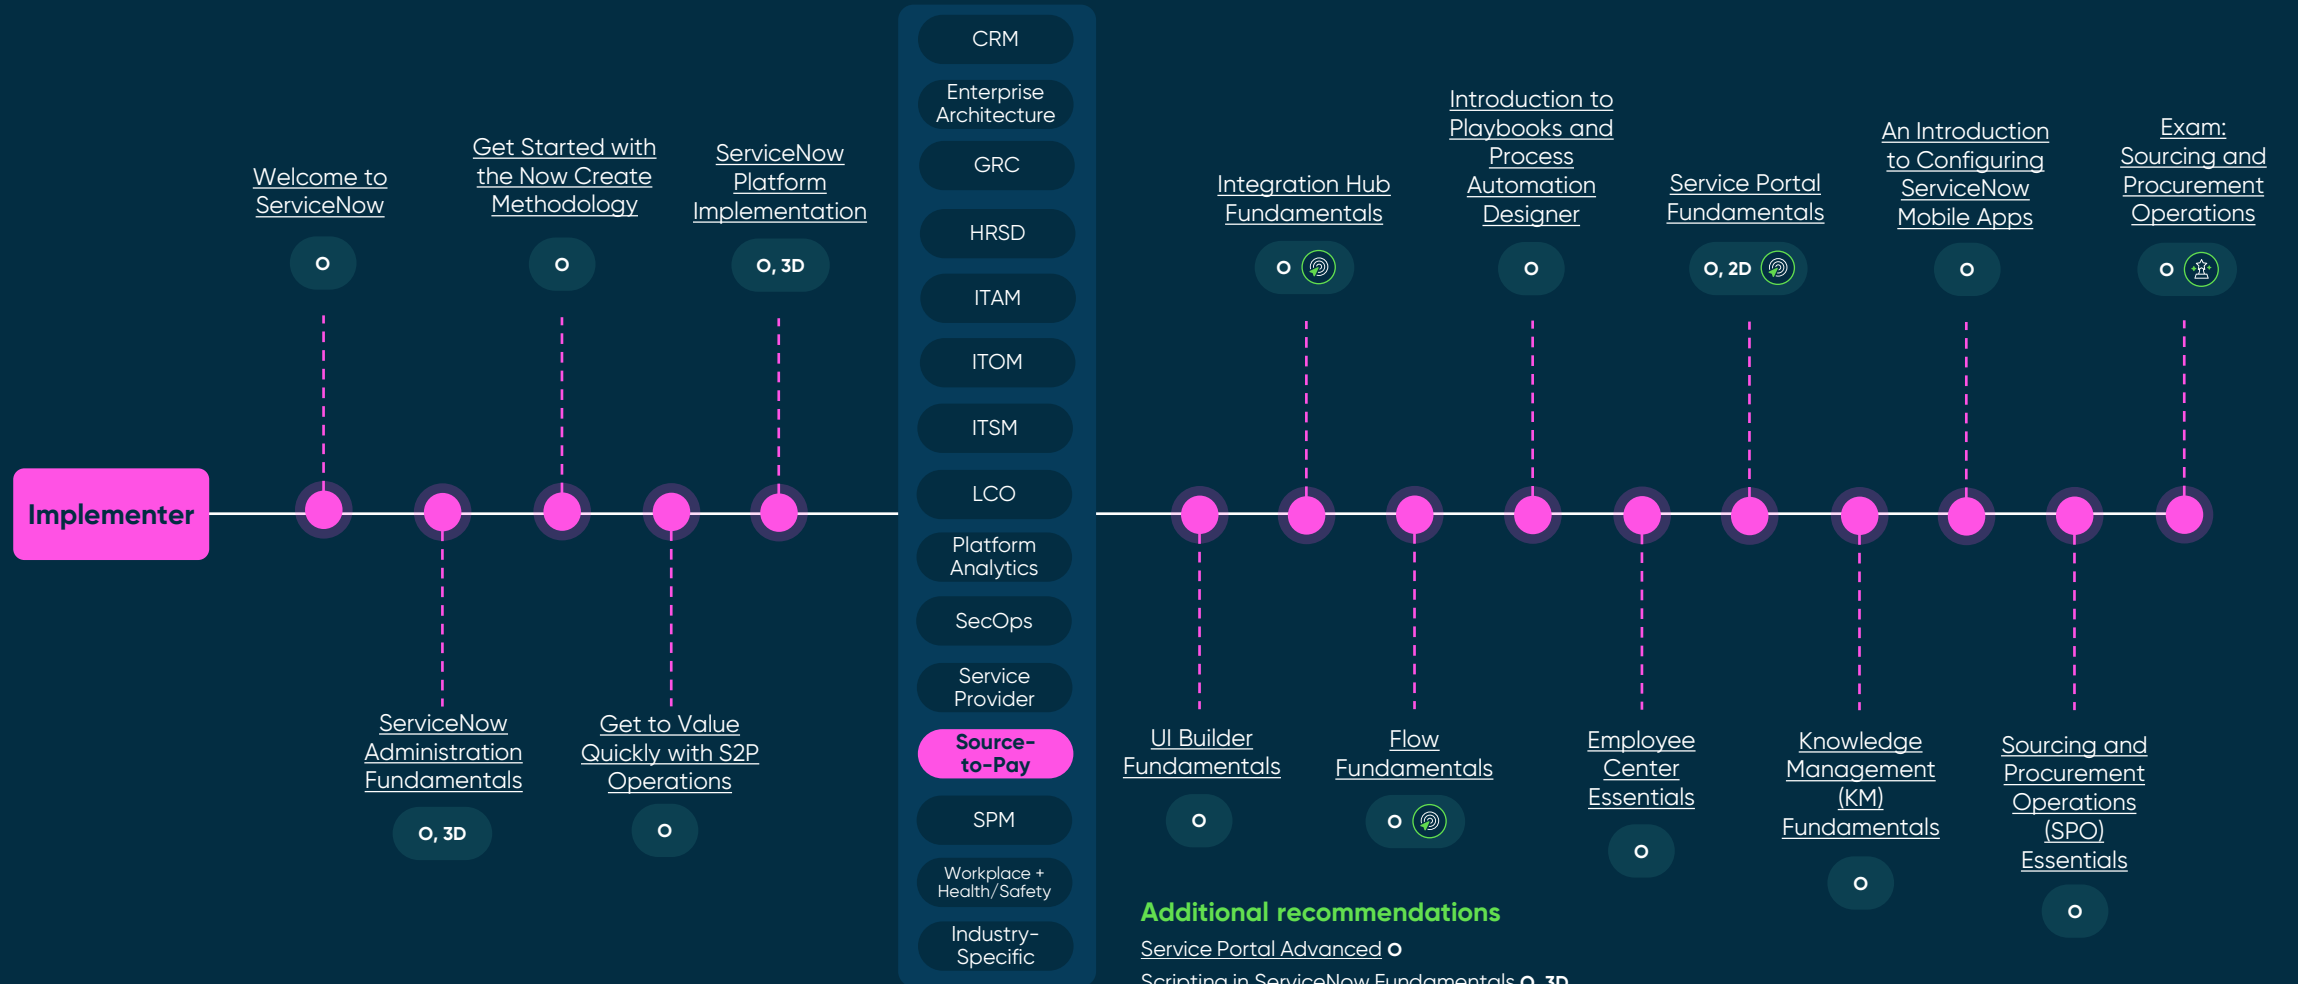 Implementer
Welcome to
ServiceNow
O
ServiceNow
Administration
Fundamentals
O, 3D
Get Started with
the Now Create
Methodology
O
Get to Value
Quickly with S2P
Operations
O
ServiceNow
Platform
Implementation
O, 3D
CRM
Enterprise
Architecture
GRC
HRSD
ITAM
ITOM
ITSM
LCO
Platform
Analytics
SecOps
Service
Provider
Source-
to-Pay
SPM
Workplace +
Health/Safety
Industry-
Specific
UI Builder
Fundamentals
O
Integration Hub
Fundamentals
O
Flow
Fundamentals
O
Introduction to
Playbooks and
Process
Automation
Designer
O
Employee
Center
Essentials
O
Service Portal
Fundamentals
O, 2D
Knowledge
Management
(KM)
Fundamentals
O
An Introduction
to Configuring
ServiceNow
Mobile Apps
O
Sourcing and
Procurement
Operations
(SPO)
Essentials
O
Exam:
Sourcing and
Procurement
Operations
O
Additional recommendations
Service Portal Advanced O
Scripting in ServiceNow Fundamentals O, 3D